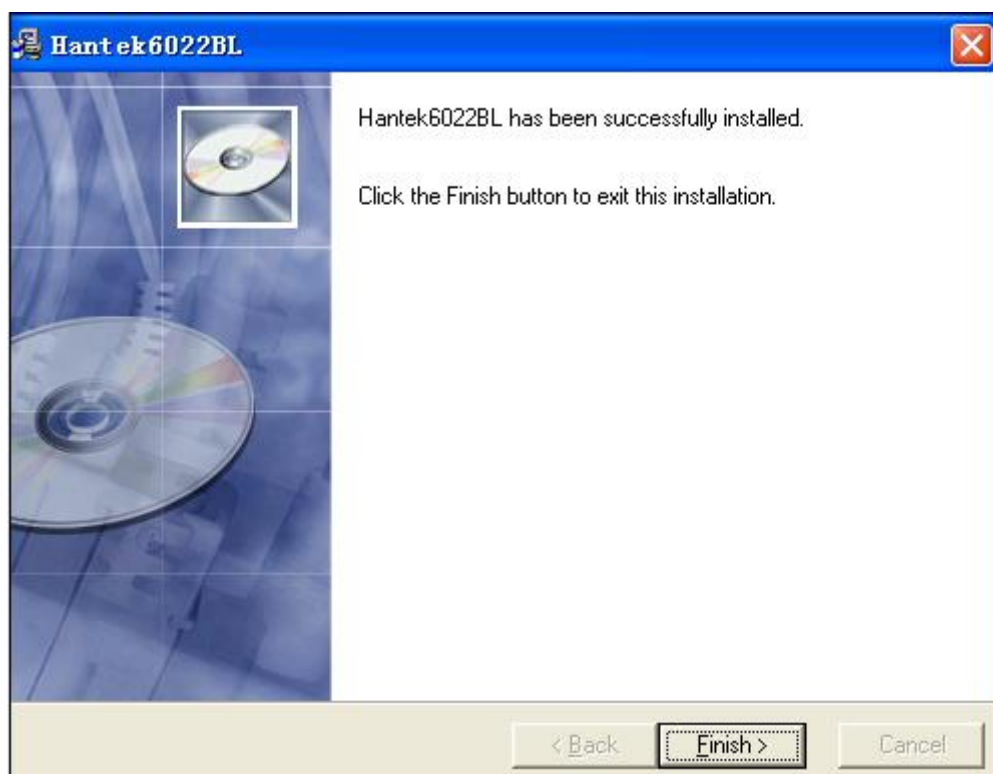 Hantek6022BL
Hantek6022BL has been successfully installed.
Click the Finish button to exit this installation.
< Back
Finish >
Cancel